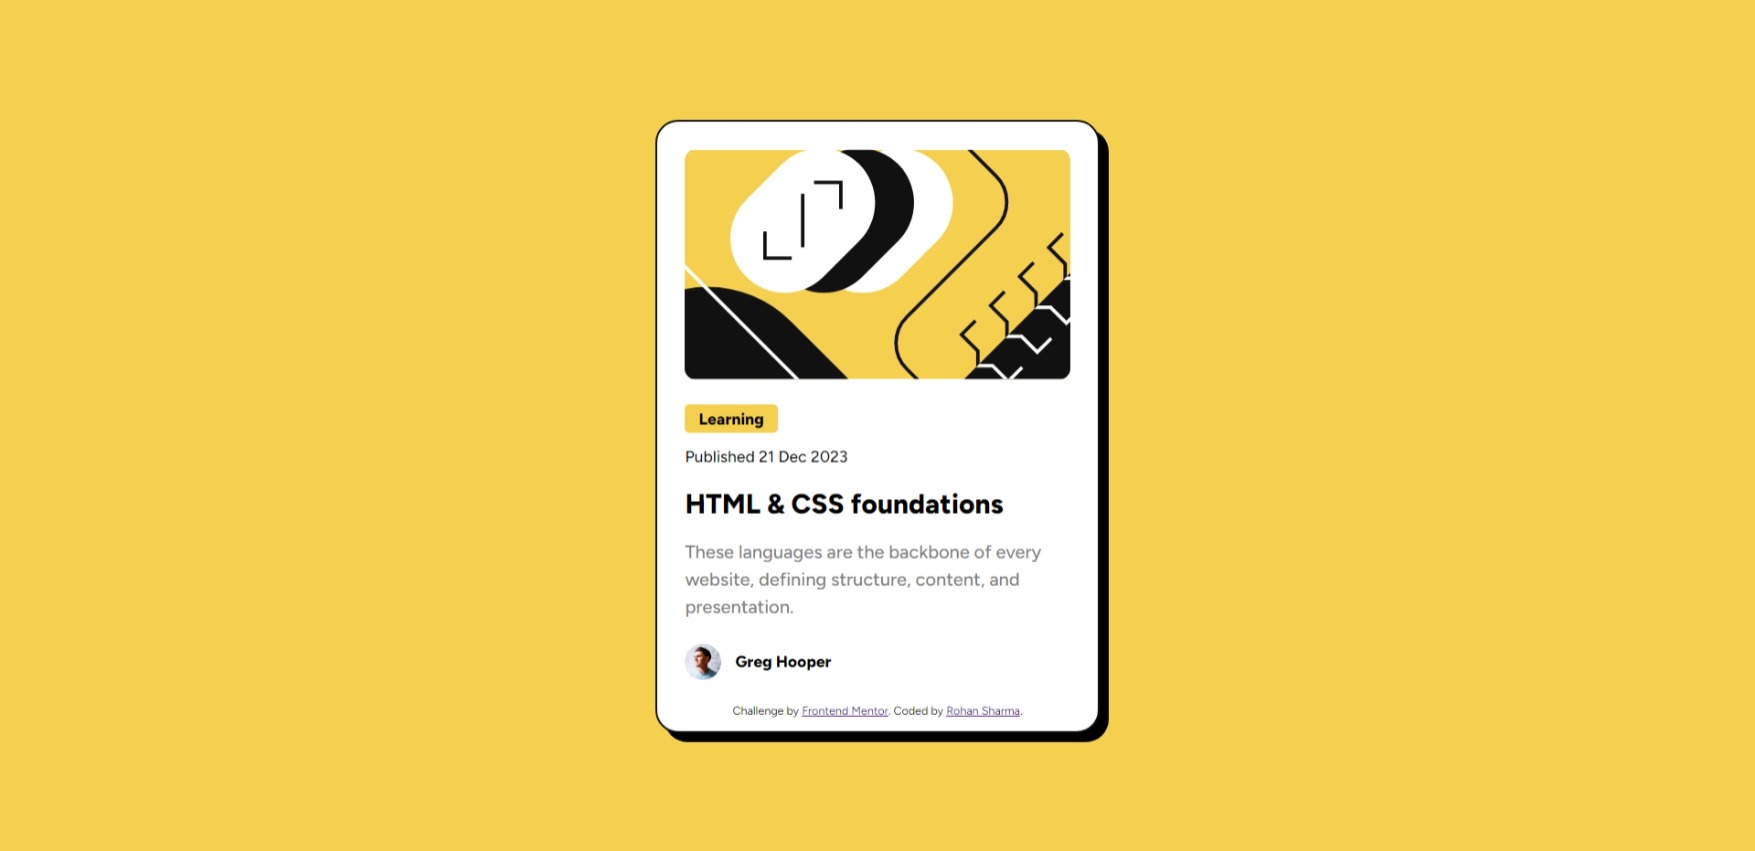 Learning
Published 21 Dec 2023
HTML & CSS foundations
These languages are the backbone of every
website, defining structure, content, and
presentation.
Greg Hooper
Challenge by Frontend Mentor. Coded by Rohan Sharma.